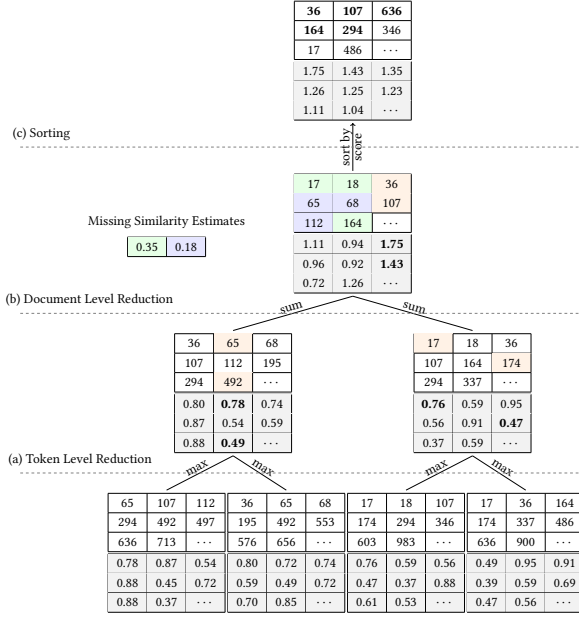 36 107 636
164 294 346
17 486 ···
1.75 1.43 1.35
1.26 1.25 1.23
1.11 1.04 ···
(c) Sorting
sort by
score
17 18 36
65 68 107
112 164 ···
1.11 0.94 1.75
0.96 0.92 1.43
0.72 1.26 ···
Missing Similarity Estimates
0.35 0.18
(b) Document Level Reduction
sum sum
36 65 68
107 112 195
294 492 ···
0.80 0.78 0.74
0.87 0.54 0.59
0.88 0.49 ···
17 18 36
107 164 174
294 337 ···
0.76 0.59 0.95
0.56 0.91 0.47
0.37 0.59 ···
(a) Token Level Reduction
max max max max
65 107 112 36 65 68 17 18 107 17 36 164
294 492 497 195 492 553 174 294 346 174 337 486
636 713 ··· 576 656 ··· 603 983 ··· 636 900 ···
0.78 0.87 0.54 0.80 0.72 0.74 0.76 0.59 0.56 0.49 0.95 0.91
0.88 0.45 0.72 0.59 0.49 0.72 0.47 0.37 0.88 0.39 0.59 0.69
0.88 0.37 ··· 0.70 0.85 ··· 0.61 0.53 ··· 0.47 0.56 ···